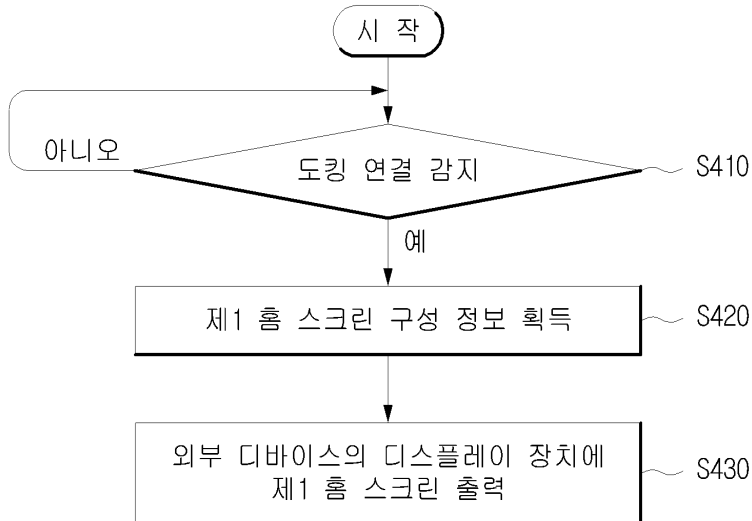 시 작
아니오
도킹 연결 감지
S410
예
제1 홈 스크린 구성 정보 획득
S420
외부 디바이스의 디스플레이 장치에
제1 홈 스크린 출력
S430